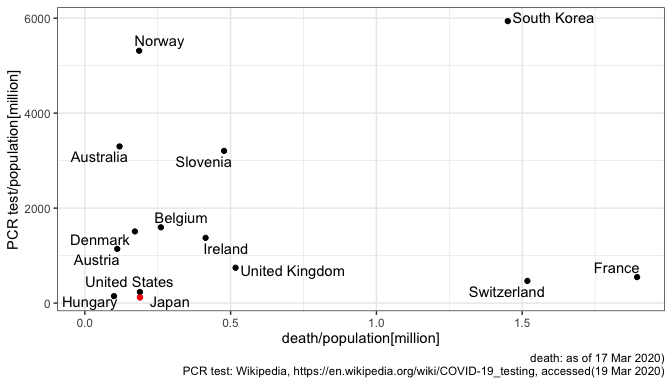 6000
South Korea
Norway
4000
Australia
Slovenia
PCR test/population[million]
2000
Belgium
Denmark
Ireland
Austria
United Kingdom
France
United States
Switzerland
Hungary
Japan
0
0.0 0.5 1.0 1.5
death/population[million]
death: as of 17 Mar 2020)
PCR test: Wikipedia, https://en.wikipedia.org/wiki/COVID-19_testing, accessed(19 Mar 2020)